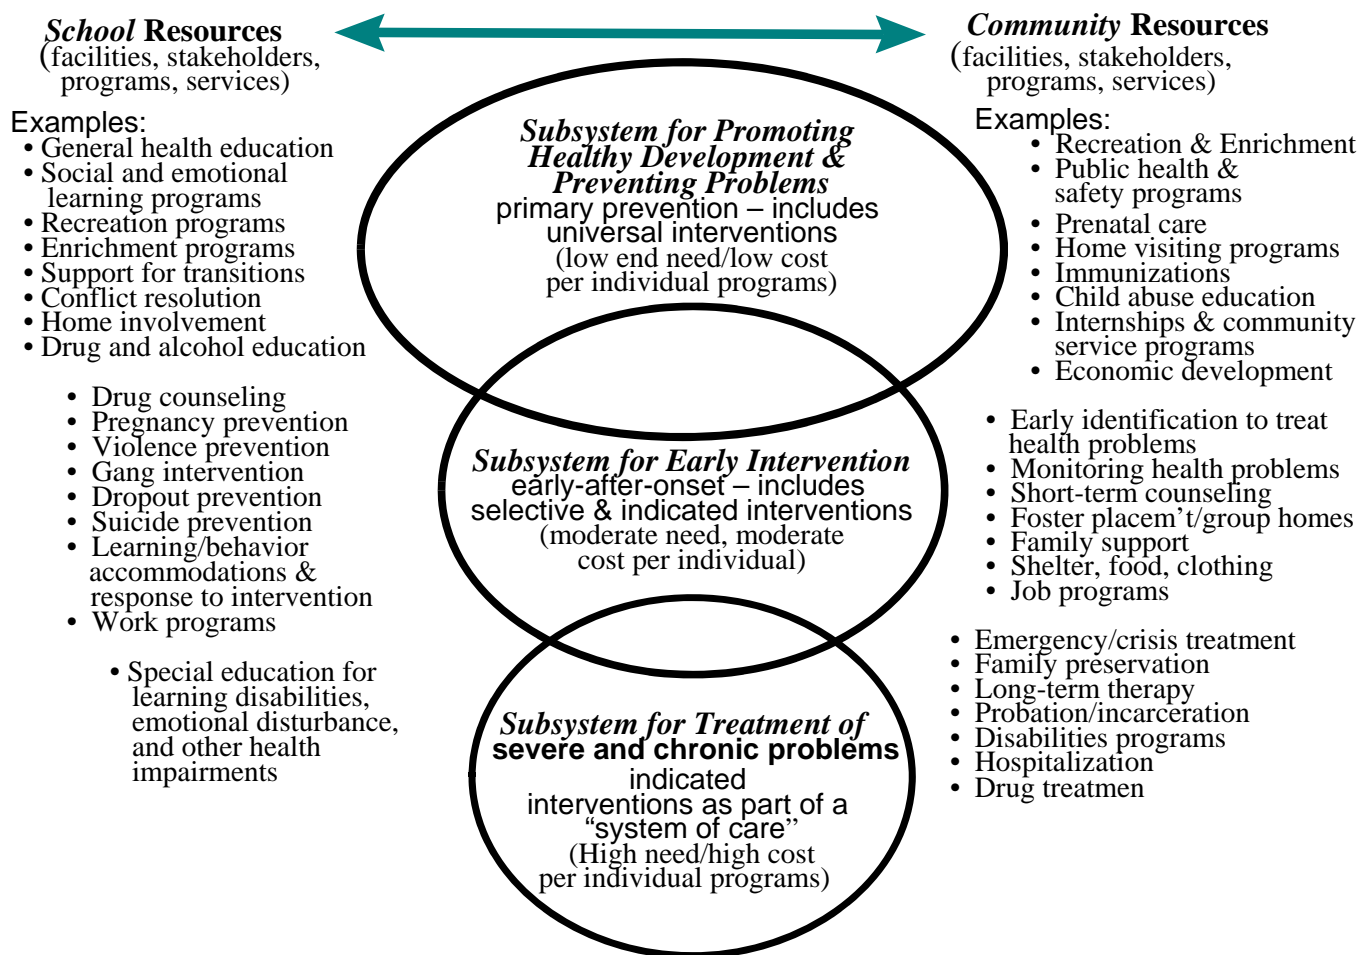 School Resources
(facilities, stakeholders,
programs, services)
Examples:
• General health education
• Social and emotional
learning programs
• Recreation programs
• Enrichment programs
• Support for transitions
• Conflict resolution
• Home involvement
• Drug and alcohol education
• Drug counseling
• Pregnancy prevention
• Violence prevention
• Gang intervention
• Dropout prevention
• Suicide prevention
• Learning/behavior
accommodations &
response to intervention
• Work programs
• Special education for
learning disabilities,
emotional disturbance,
and other health
impairments
Subsystem for Promoting
Healthy Development &
Preventing Problems
primary prevention – includes
universal interventions
(low end need/low cost
per individual programs)
Subsystem for Early Intervention
early-after-onset – includes
selective & indicated interventions
(moderate need, moderate
cost per individual)
Subsystem for Treatment of
severe and chronic problems
indicated
interventions as part of a
“system of care”
(High need/high cost
per individual programs)
Community Resources
(facilities, stakeholders,
programs, services)
Examples:
• Recreation & Enrichment
• Public health &
safety programs
• Prenatal care
• Home visiting programs
• Immunizations
• Child abuse education
• Internships & community
service programs
• Economic development
• Early identification to treat
health problems
• Monitoring health problems
• Short-term counseling
• Foster placem’t/group homes
• Family support
• Shelter, food, clothing
• Job programs
• Emergency/crisis treatment
• Family preservation
• Long-term therapy
• Probation/incarceration
• Disabilities programs
• Hospitalization
• Drug treatmen